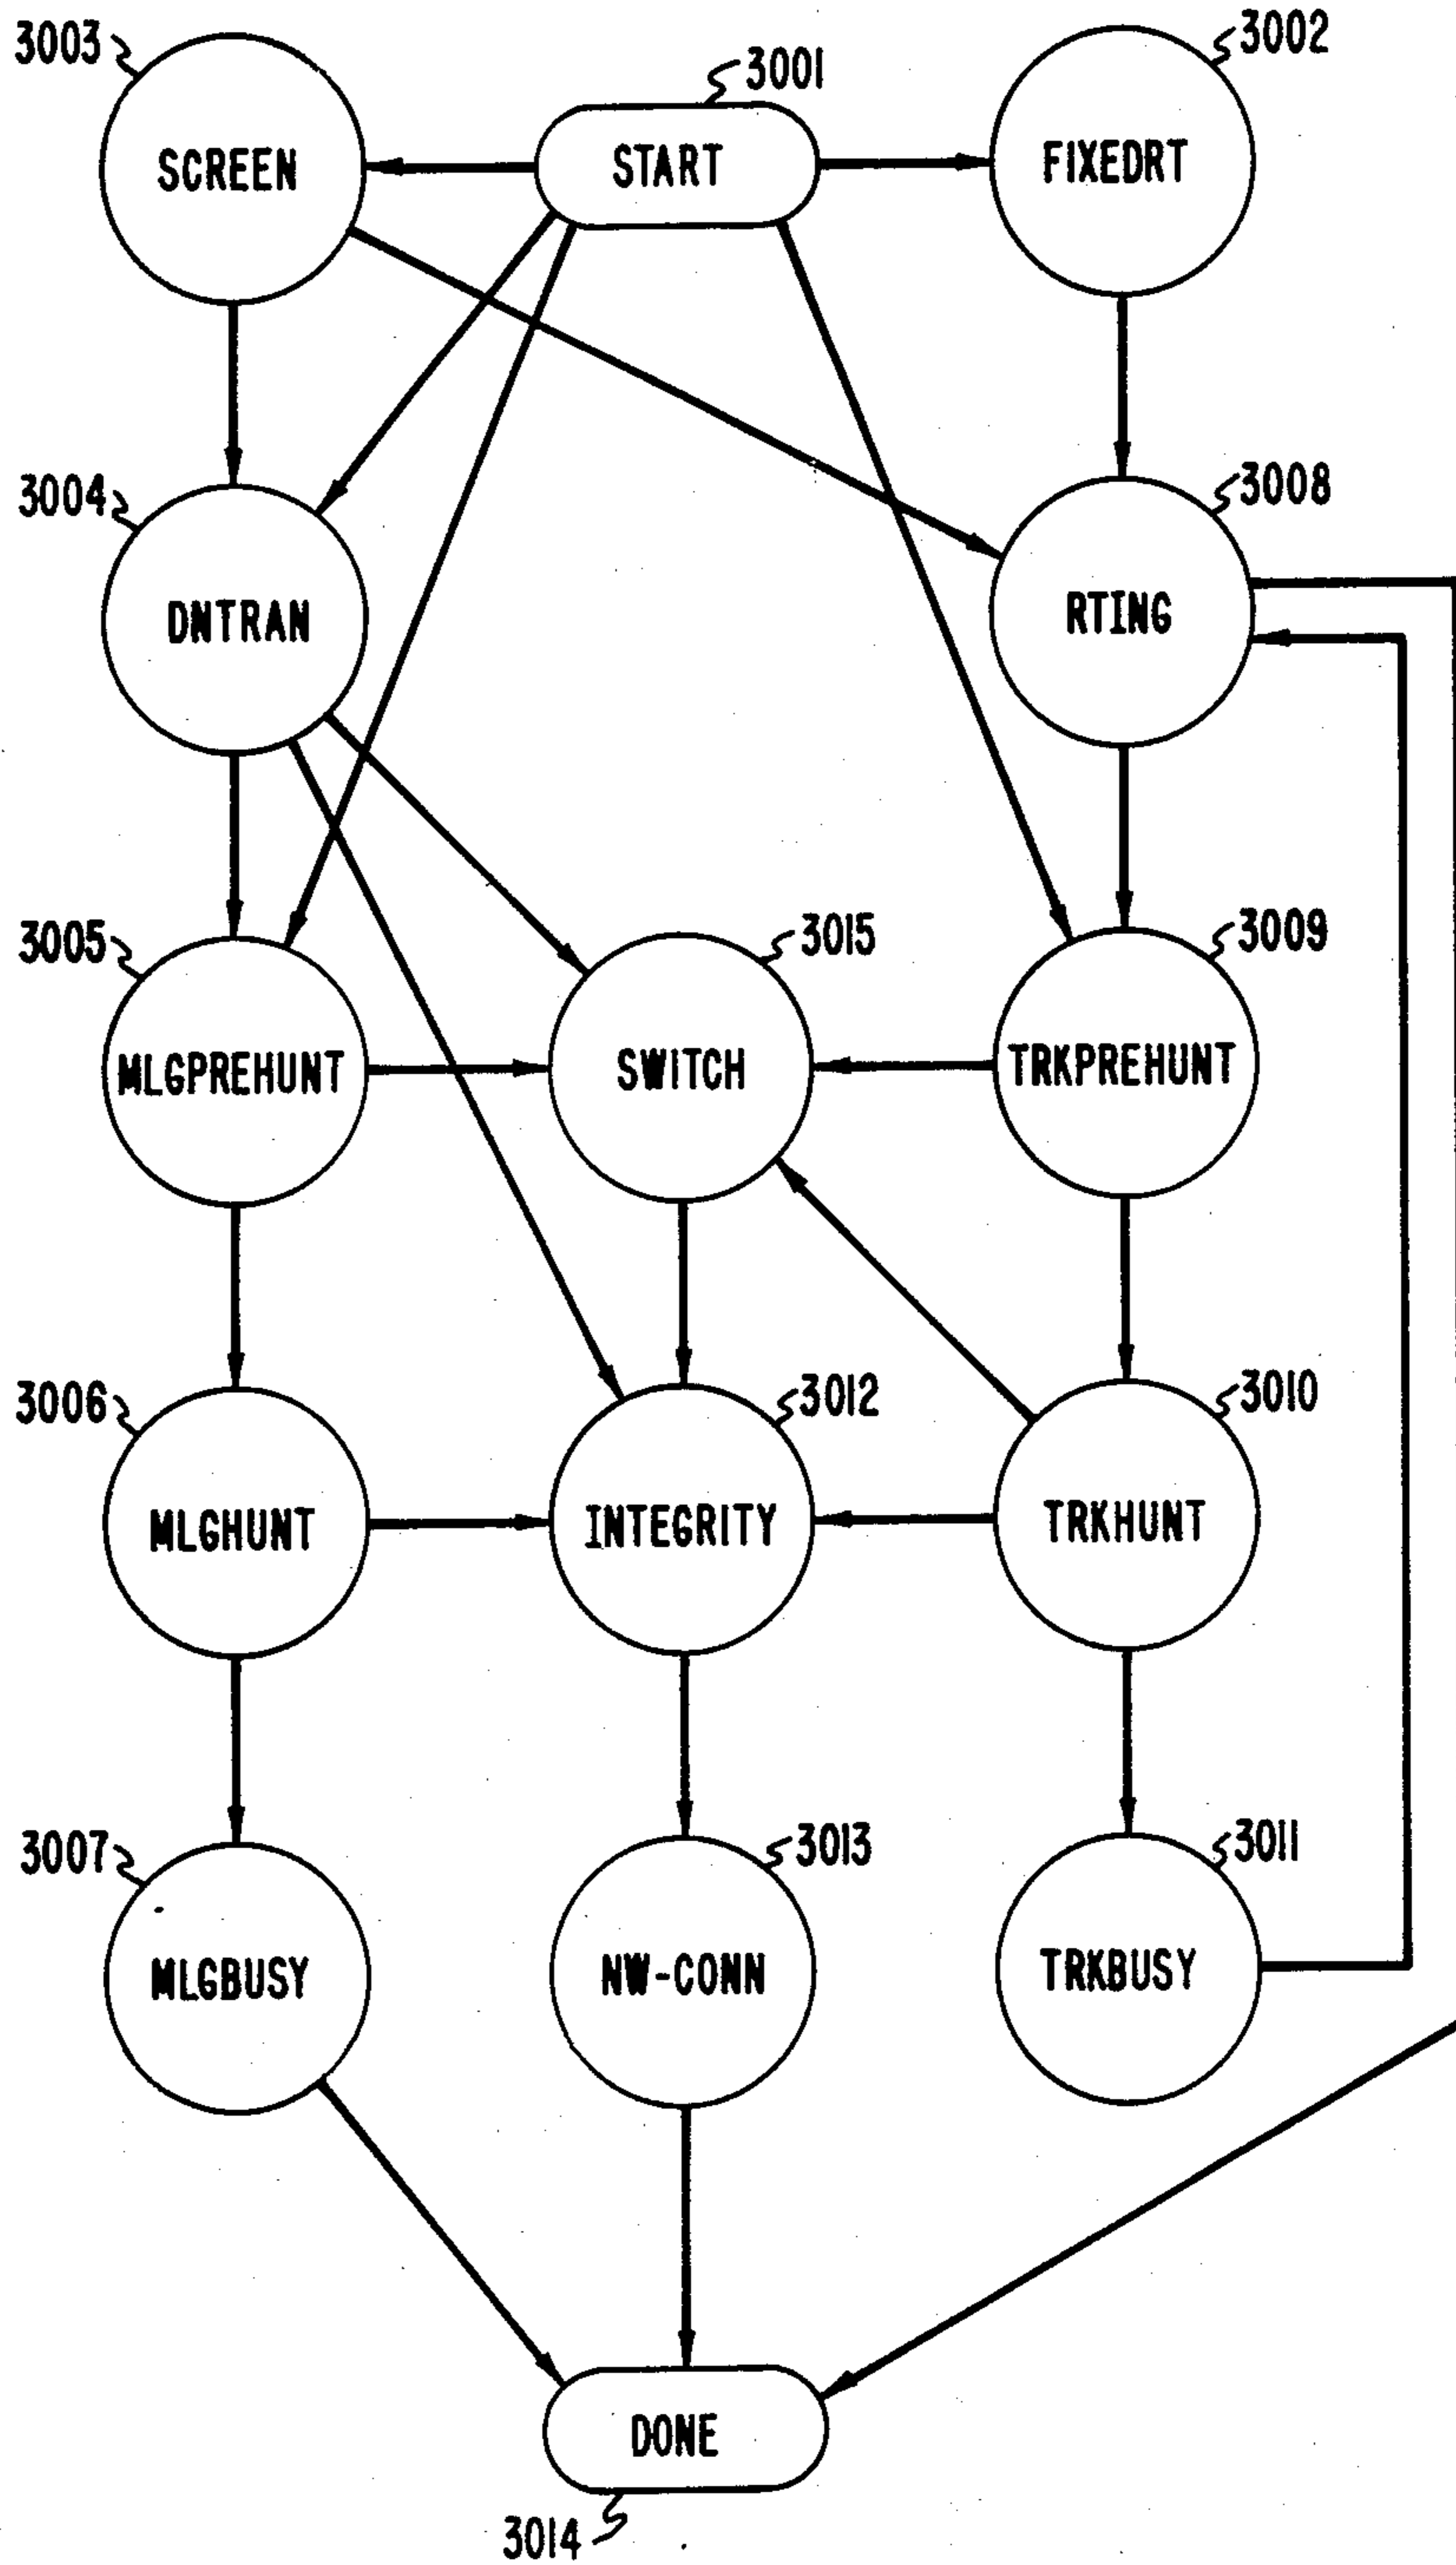 3003
3001
3002
SCREEN
START
FIXEDRT
3004
3008
DNTRAN
RTING
3005
3015
3009
MLGPREHUNT
SWITCH
TRKPREHUNT
3006
3012
3010
MLGHUNT
INTEGRITY
TRKHUNT
3007
3013
3011
MLGBUSY
NW-CONN
TRKBUSY
DONE
3014